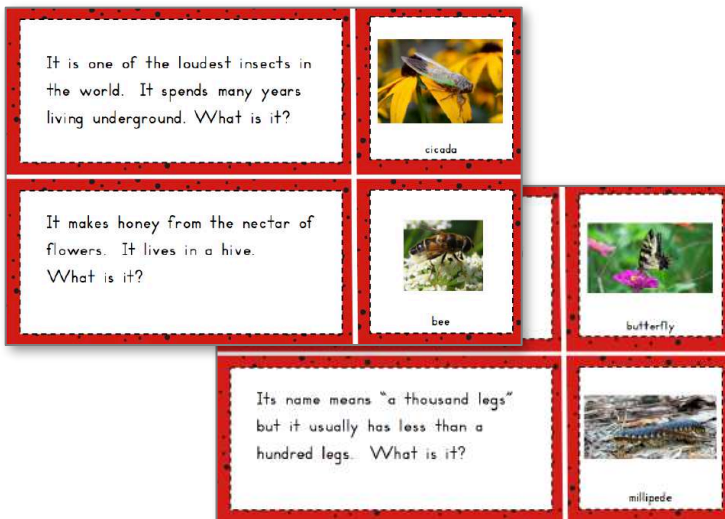 It is one of the loudest insects in
the world. It spends many years
living underground. What is it?
cicada
It makes honey from the nectar of
flowers. It lives in a hive.
What is it?
bee
butterfly
Its name means "a thousand legs"
but it usually has less than a
hundred legs. What is it?
millipede